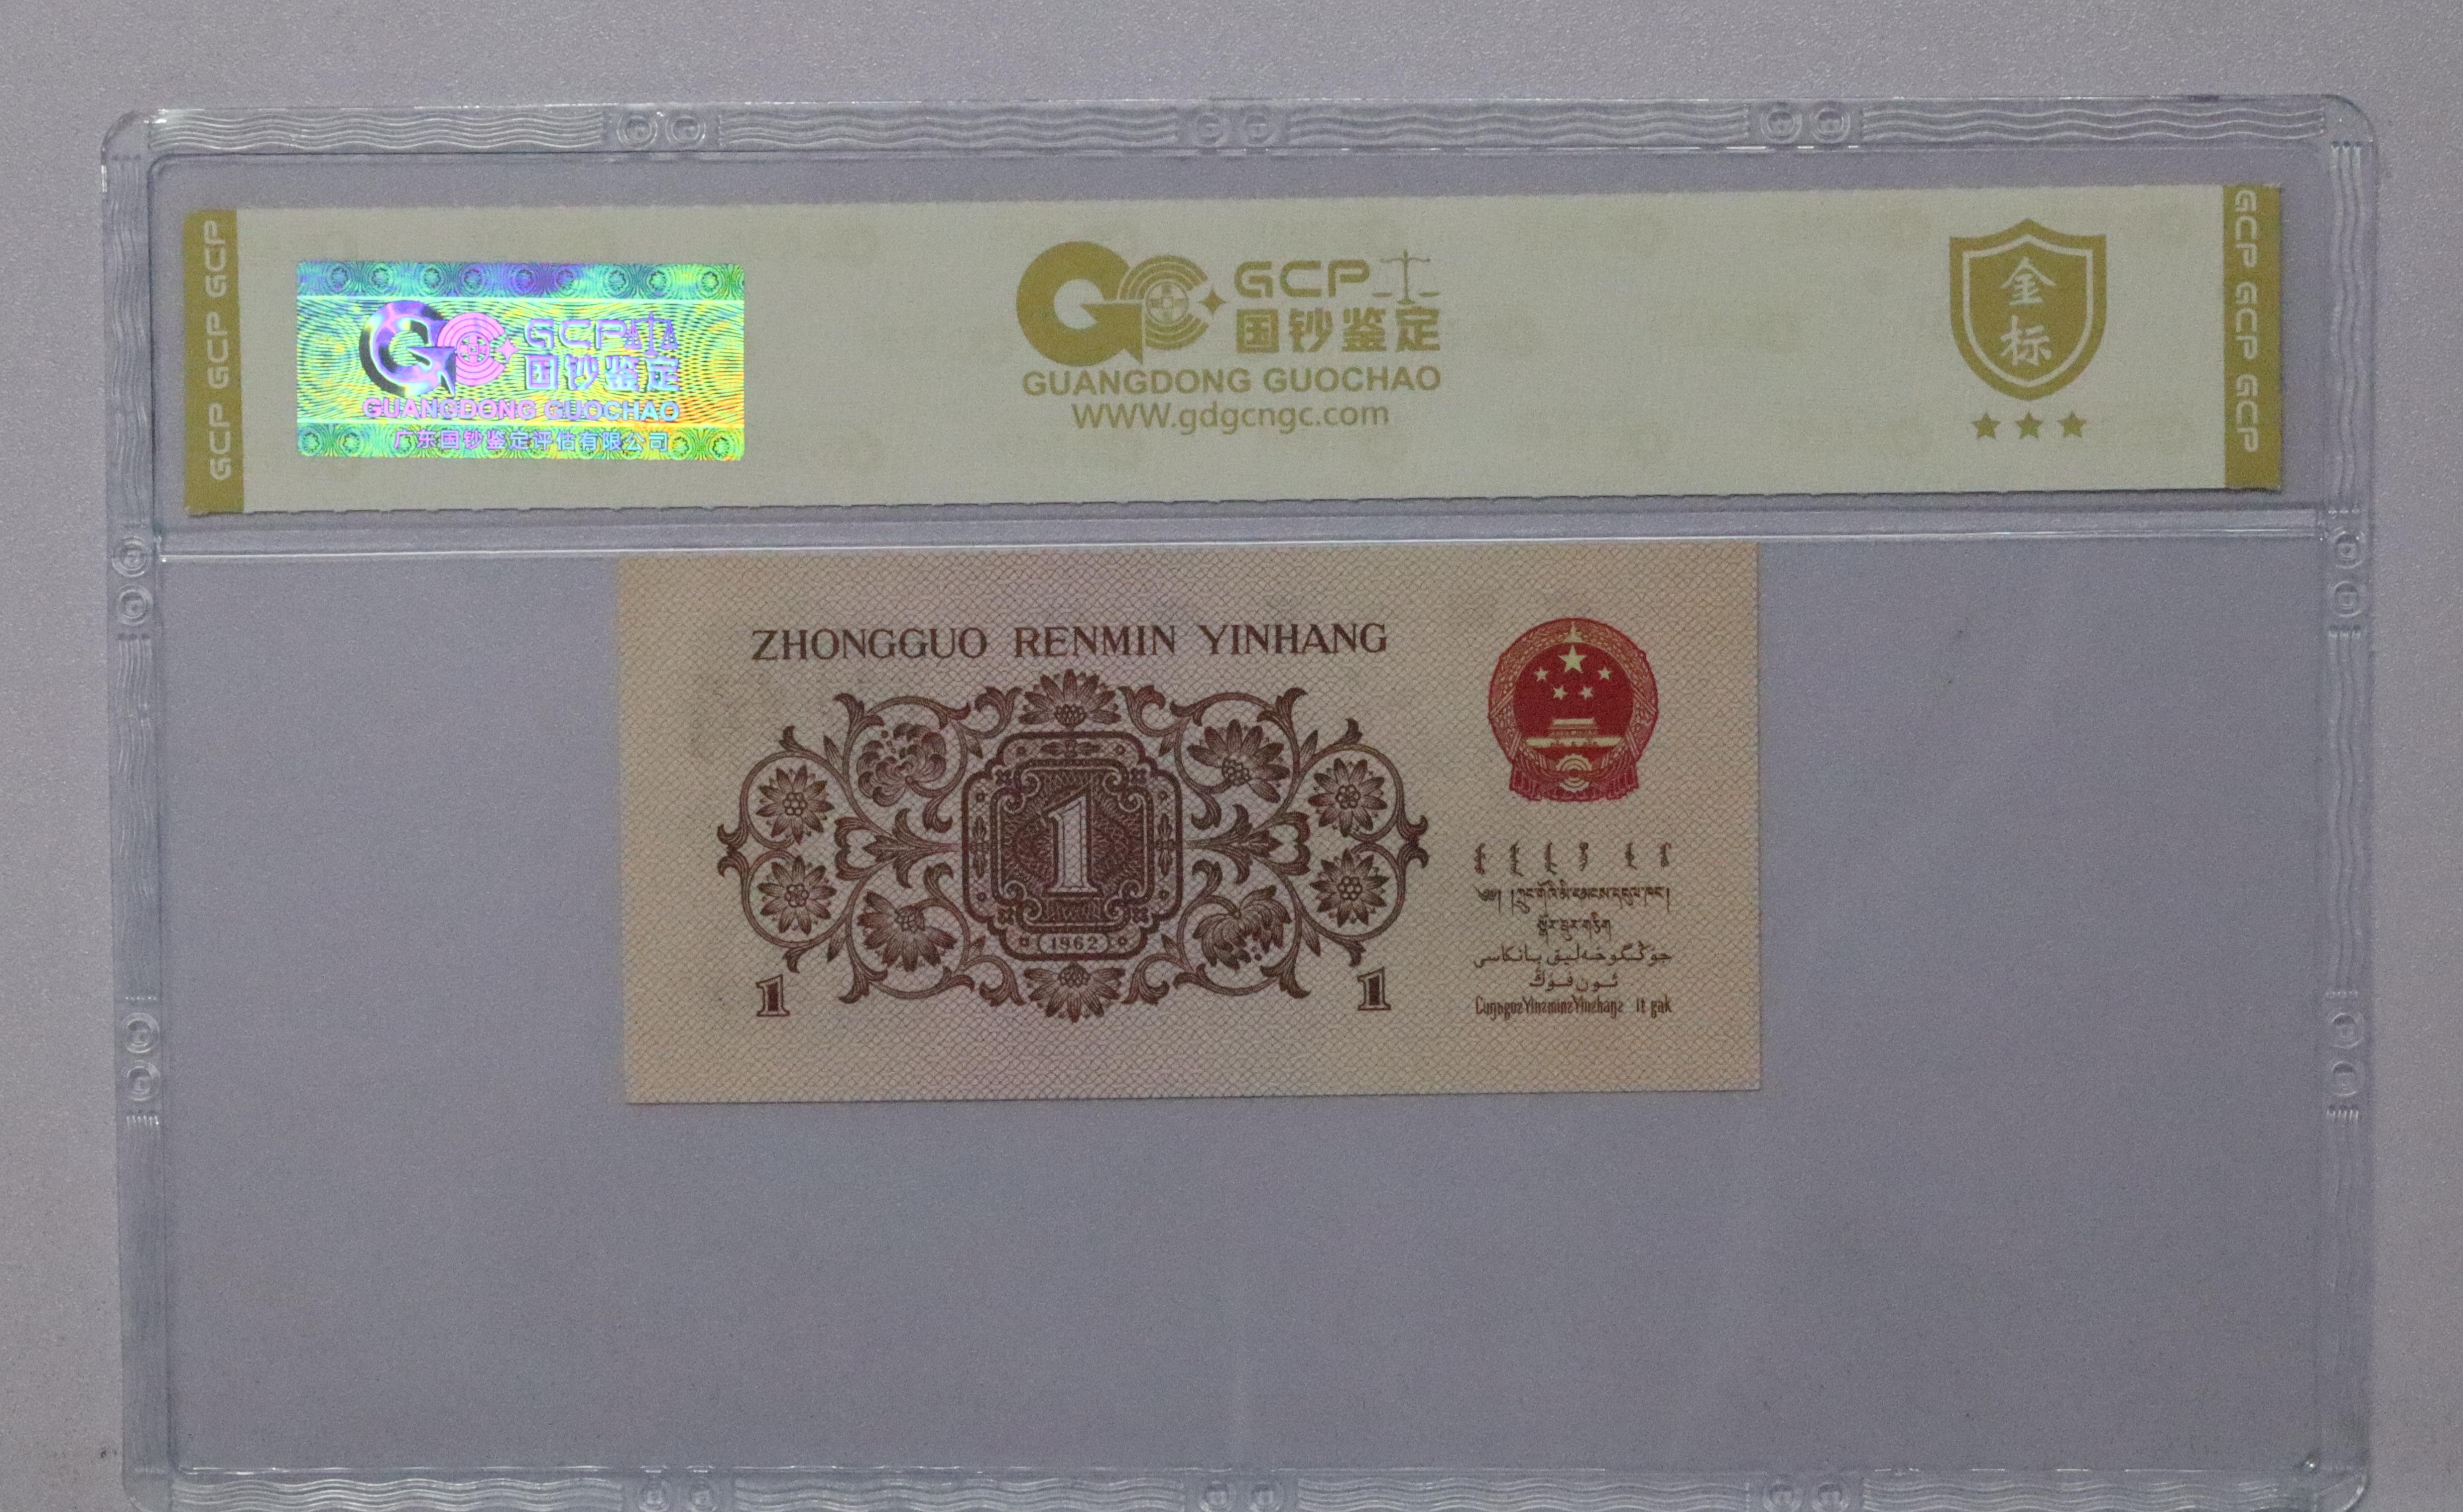 GCP GCP GCP
GCP
国钞鉴定
GUANGDONG GUOCHAO
广东国钞鉴定评估有限公司
GCP
国钞鉴定
GUANGDONG GUOCHAO
WWW.gdgcngc.com
金
标
GCP GCP GCP
ZHONGGUO RENMIN YINHANG
1
1962
1
1